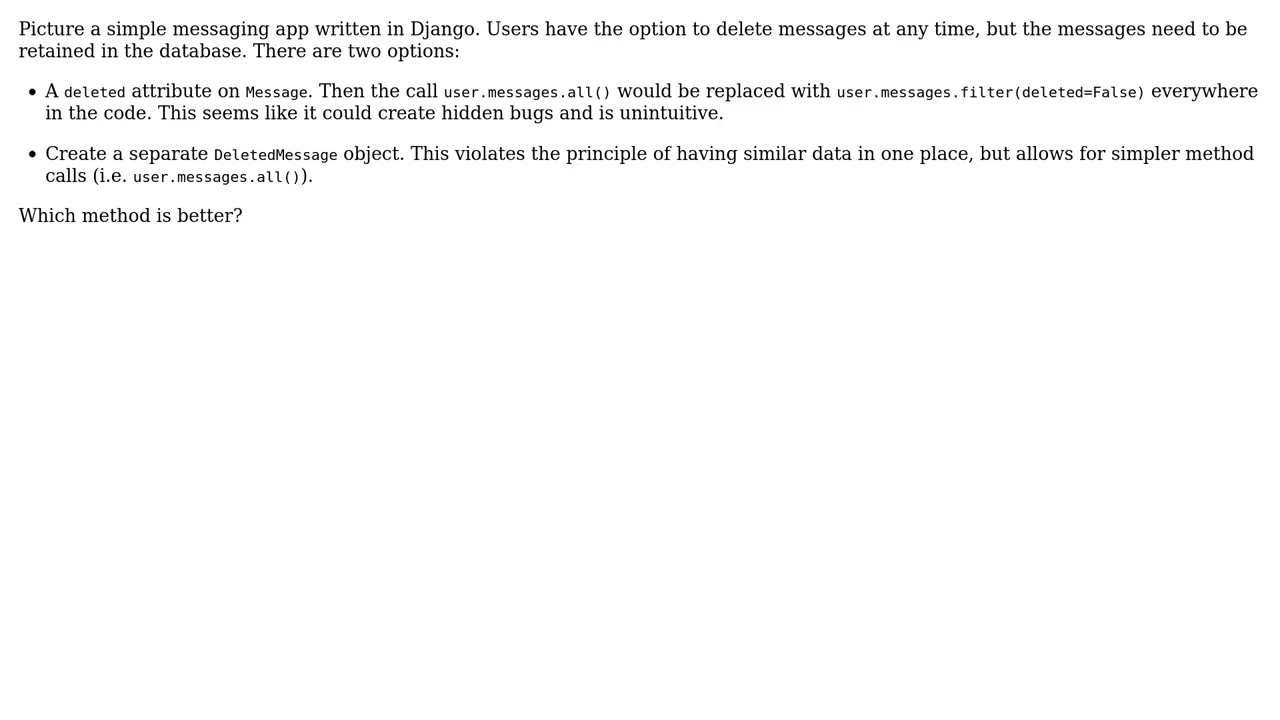 Picture a simple messaging app written in Django. Users have the option to delete messages at any time, but the messages need to be
retained in the database. There are two options:
• A deleted attribute on Message. Then the call user.messages.all() would be replaced with user.messages.filter(deleted=False) everywhere
in the code. This seems like it could create hidden bugs and is unintuitive.
• Create a separate DeletedMessage object. This violates the principle of having similar data in one place, but allows for simpler method
calls (i.e. user.messages.all()).
Which method is better?